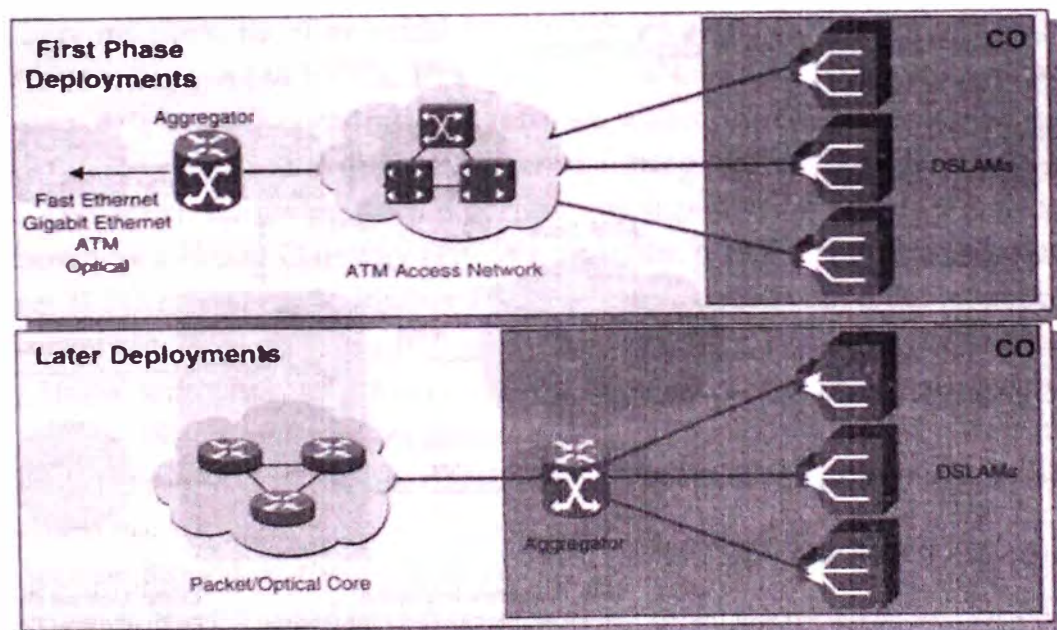 First Phase
Deployments
CO
Aggregator
DSLAMs
Fast Ethernet
Gigabit Ethernet
ATM
Optical
ATM Access Network
Later Deployments
CO
DSLAMs
Aggregator
Packet/Optical Core